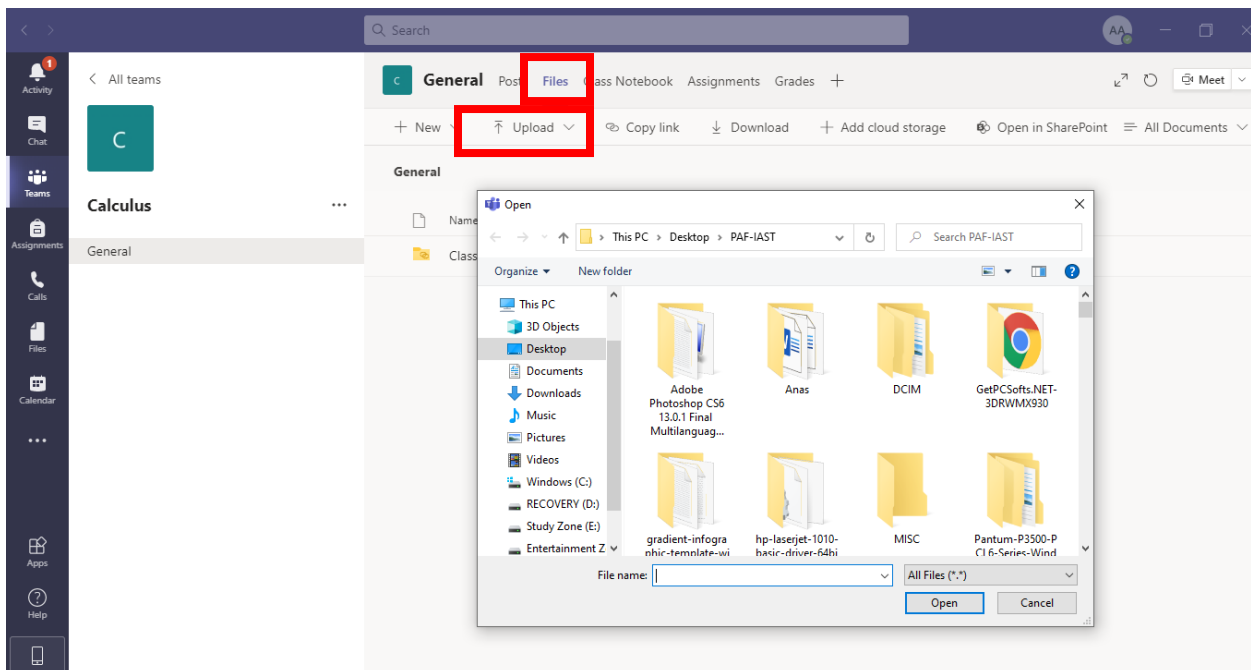 Search
AA
1
Activity
Chat
Teams
Assignments
Calls
Files
Calendar
Apps
Help
All teams
C
Calculus
General
C General Post Files Class Notebook Assignments Grades
Meet
New Upload Copy link Download Add cloud storage Open in SharePoint All Documents
General
Name
Class
Open
This PC > Desktop > PAF-IAST
Search PAF-IAST
Organize New folder
This PC
3D Objects
Desktop
Documents
Downloads
Music
Pictures
Videos
Windows (C:)
RECOVERY (D:)
Study Zone (E:)
Entertainment Z
Adobe
Photoshop CS6
13.0.1 Final
Multilanguag...
Anas
DCIM
GetPCSofts.NET-
3DRWMX930
gradient-infogra
phic-template-wi
hp-laserjet-1010-
basic-driver-64bi
MISC
Pantum-P3500-P
CL6-Series-Wind
File name:
All Files (*.*)
Open
Cancel